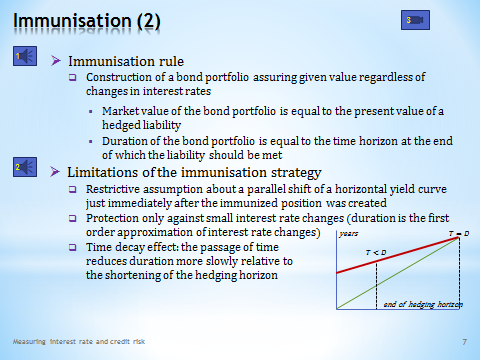 Immunisation (2)
3
1
Immunisation rule
Construction of a bond portfolio assuring given value regardless of
changes in interest rates
Market value of the bond portfolio is equal to the present value of a
hedged liability
Duration of the bond portfolio is equal to the time horizon at the end
of which the liability should be met
2
Limitations of the immunisation strategy
Restrictive assumption about a parallel shift of a horizontal yield curve
just immediately after the immunized position was created
Protection only against small interest rate changes (duration is the first
order approximation of interest rate changes)
Time decay effect: the passage of time
reduces duration more slowly relative to
the shortening of the hedging horizon
years
T = D
T < D
end of hedging horizon
Measuring interest rate and credit risk
7